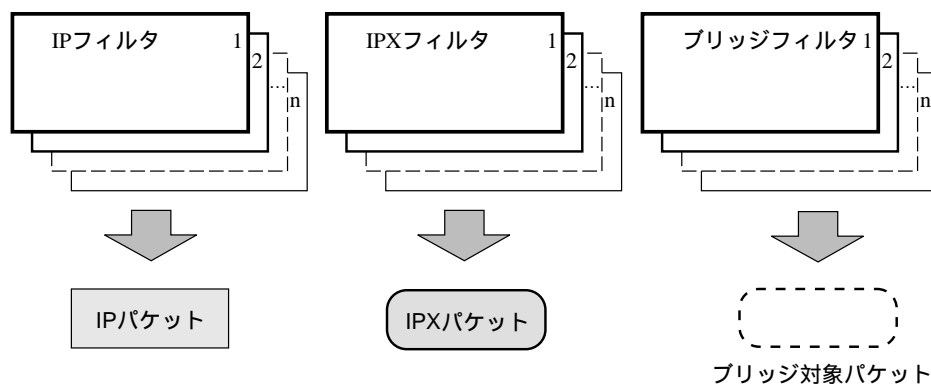 IPフィルタ 1
2
...
n
IPXフィルタ 1
2
...
n
ブリッジフィルタ 1
2
...
n
IPパケット
IPXパケット
ブリッジ対象パケット